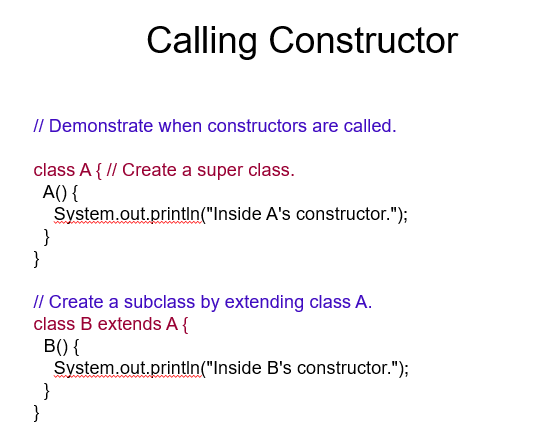 Calling Constructor
// Demonstrate when constructors are called.
class A { // Create a super class.
A() {
System.out.println("Inside A's constructor.");
}
}
// Create a subclass by extending class A.
class B extends A {
B() {
System.out.println("Inside B's constructor.");
}
}